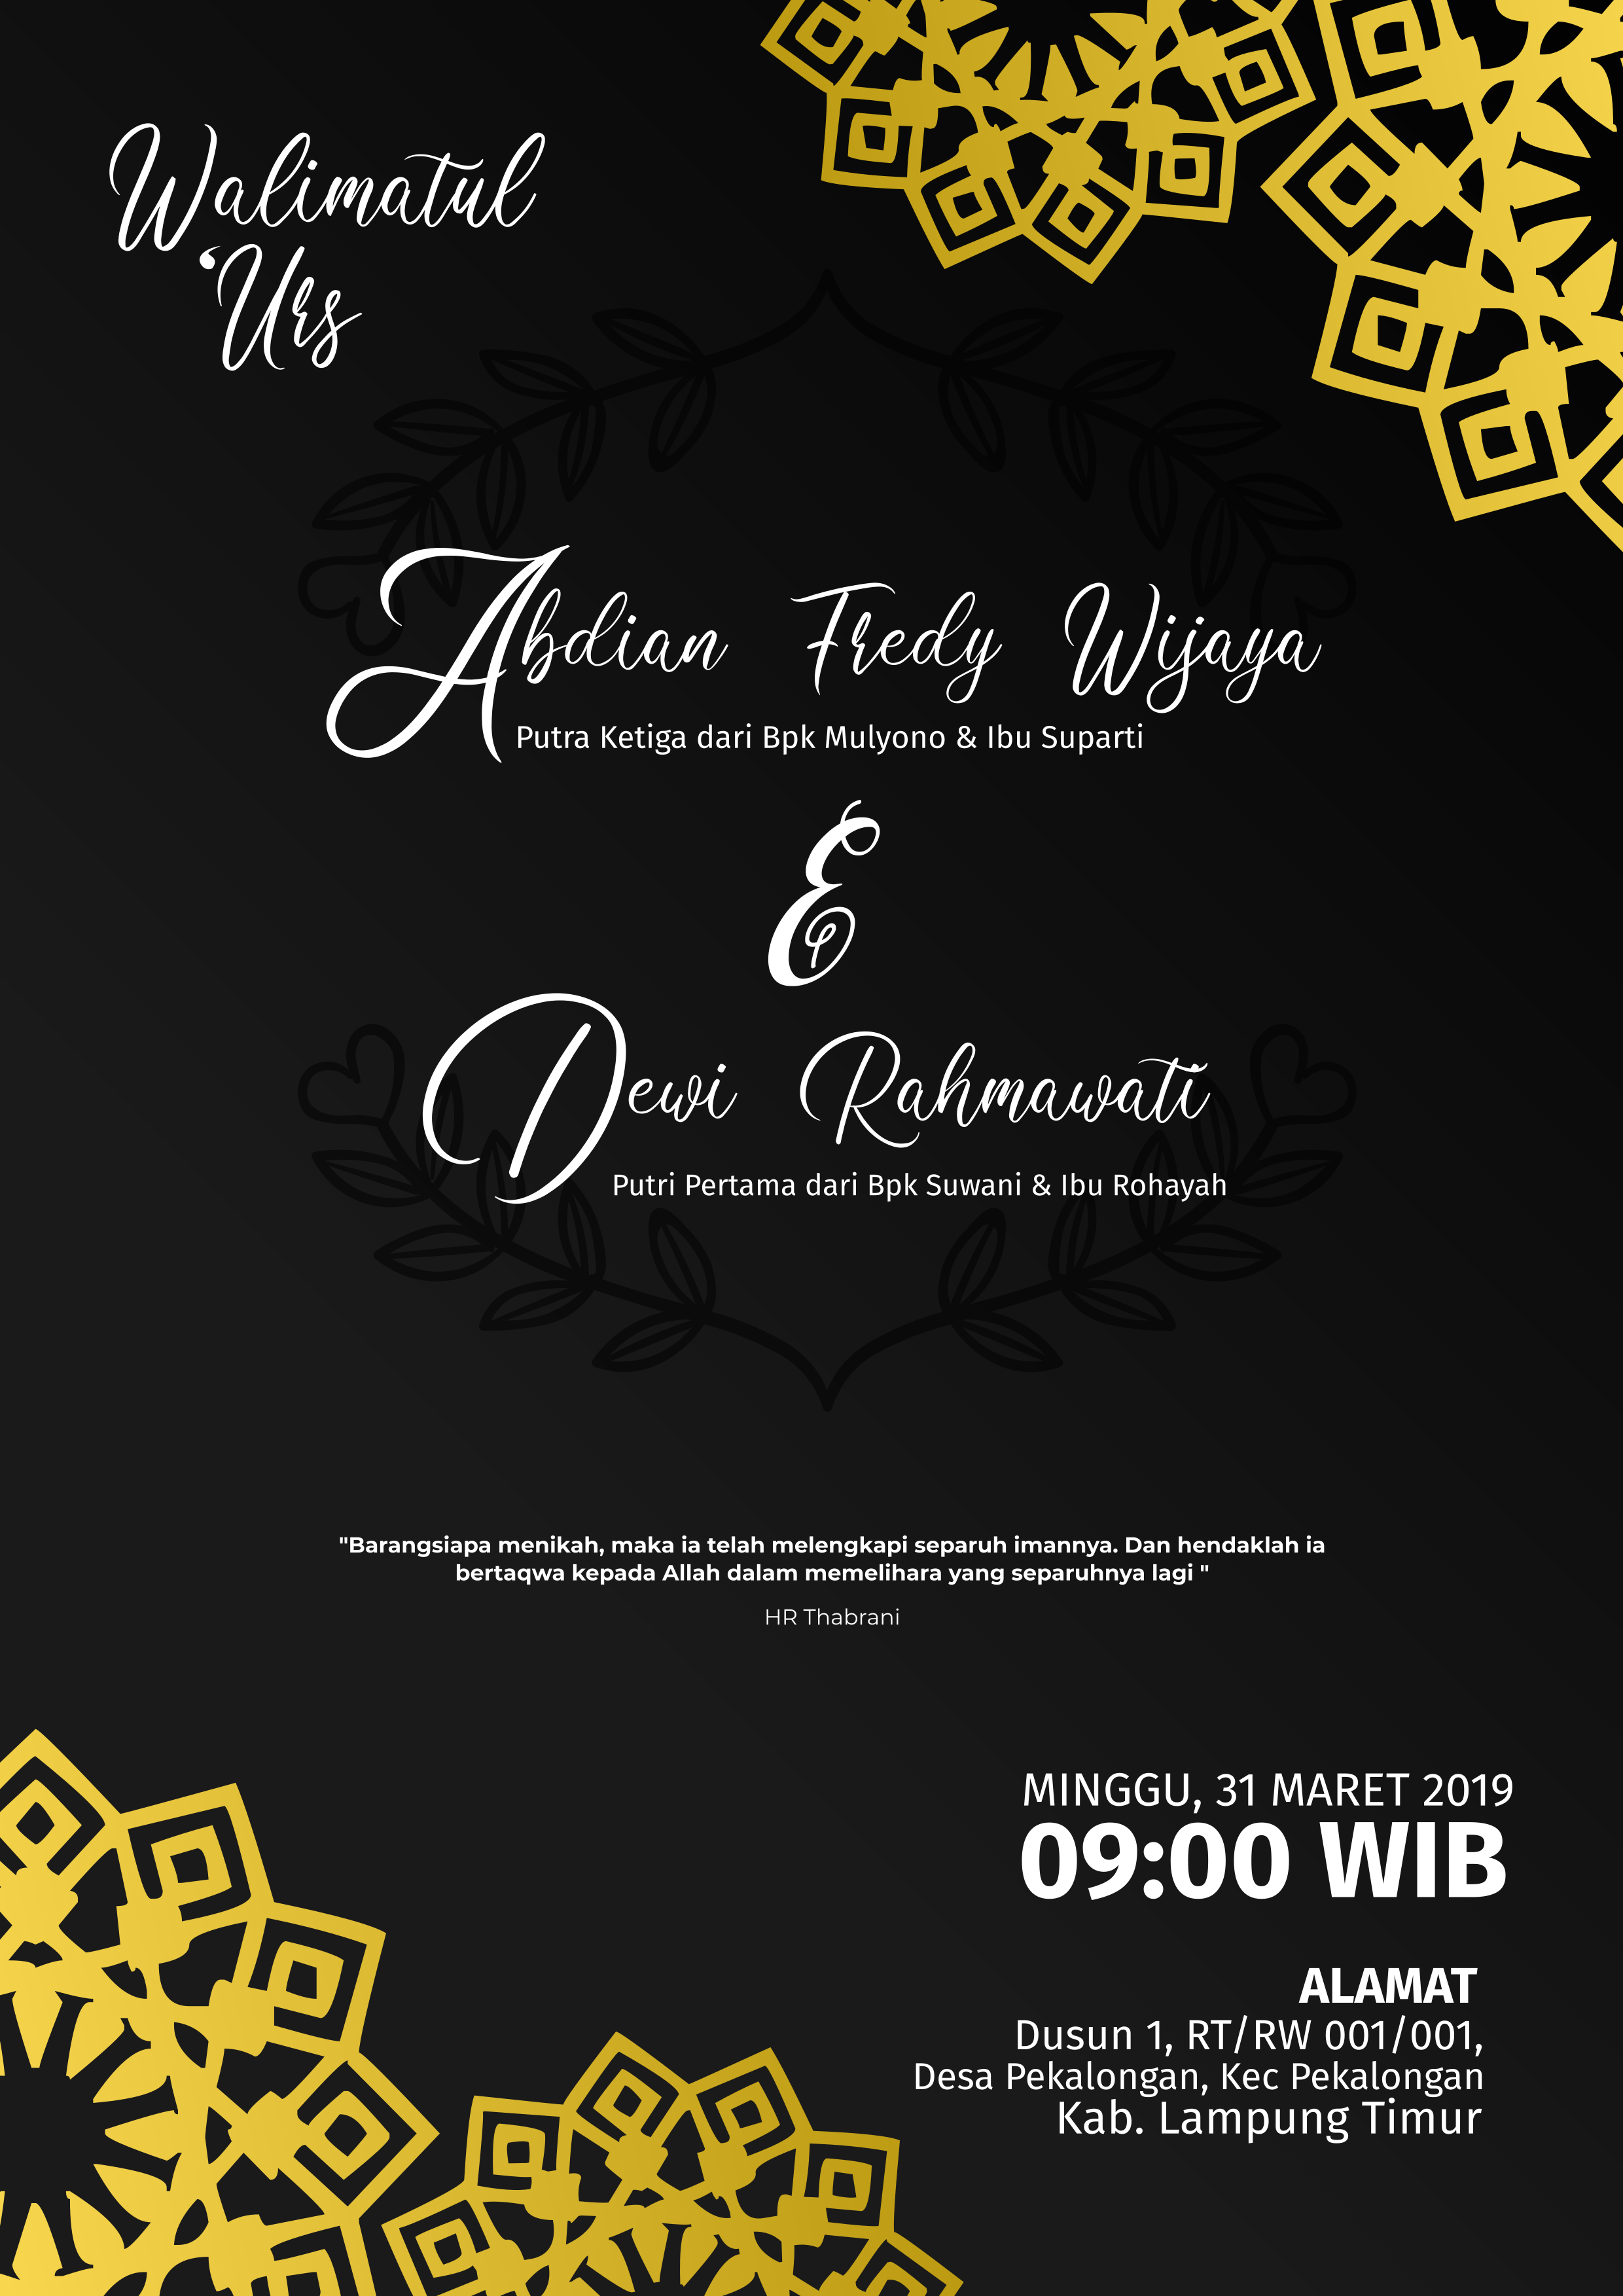 Walimatul
‘Urs
Abdian Fredy Wijaya
Putra Ketiga dari Bpk Mulyono & Ibu Suparti
&
Dewi Rahmawati
Putri Pertama dari Bpk Suwani & Ibu Rohayah
"Barangsiapa menikah, maka ia telah melengkapi separuh imannya. Dan hendaklah ia
bertaqwa kepada Allah dalam memelihara yang separuhnya lagi "
HR Thabrani
MINGGU, 31 MARET 2019
09:00 WIB
ALAMAT
Dusun 1, RT/RW 001/001,
Desa Pekalongan, Kec Pekalongan
Kab. Lampung Timur